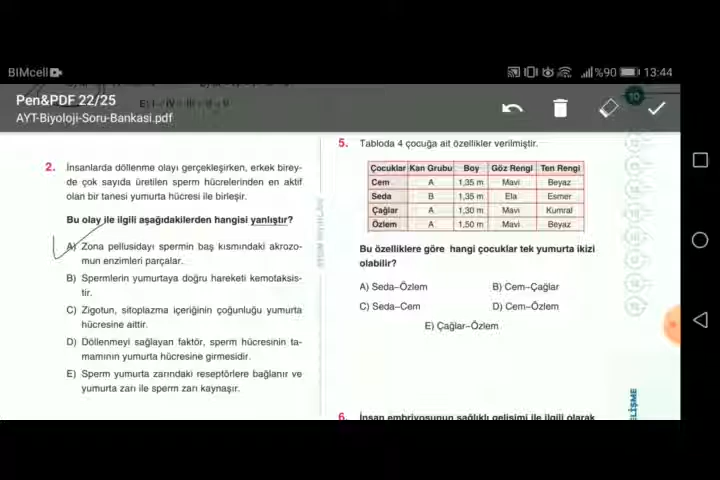 BIMcell
%90 13:44
Pen&PDF 22/25
AYT-Biyoloji-Soru-Bankasi.pdf
10
2. İnsanlarda döllenme olayı gerçekleşirken, erkek birey-
de çok sayıda üretilen sperm hücrelerinden en aktif
olan bir tanesi yumurta hücresi ile birleşir.
Bu olay ile ilgili aşağıdakilerden hangisi yanlıştır?
A) Zona pellusidayı spermin baş kısmındaki akrozo-
mun enzimleri parçalar.
B) Spermlerin yumurtaya doğru hareketi kemotaksis-
tir.
C) Zigotun, sitoplazma içeriğinin çoğunluğu yumurta
hücresine aittir.
D) Döllenmeyi sağlayan faktör, sperm hücresinin ta-
mamının yumurta hücresine girmesidir.
E) Sperm yumurta zarındaki reseptörlere bağlanır ve
yumurta zarı ile sperm zarı kaynaşır.
5. Tabloda 4 çocuğa ait özellikler verilmiştir.
Çocuklar Kan Grubu Boy Göz Rengi Ten Rengi
Cem A 1,35 m Mavi Beyaz
Seda B 1,35 m Ela Esmer
Çağlar A 1,30 m Mavi Kumral
Özlem A 1,50 m Mavi Beyaz
Bu özelliklere göre hangi çocuklar tek yumurta ikizi
olabilir?
A) Seda–Özlem B) Cem–Çağlar
C) Seda–Cem D) Cem–Özlem
E) Çağlar–Özlem
6. İnsan embriyosunun sağlıklı gelişimi ile ilgili olarak
ELİŞME